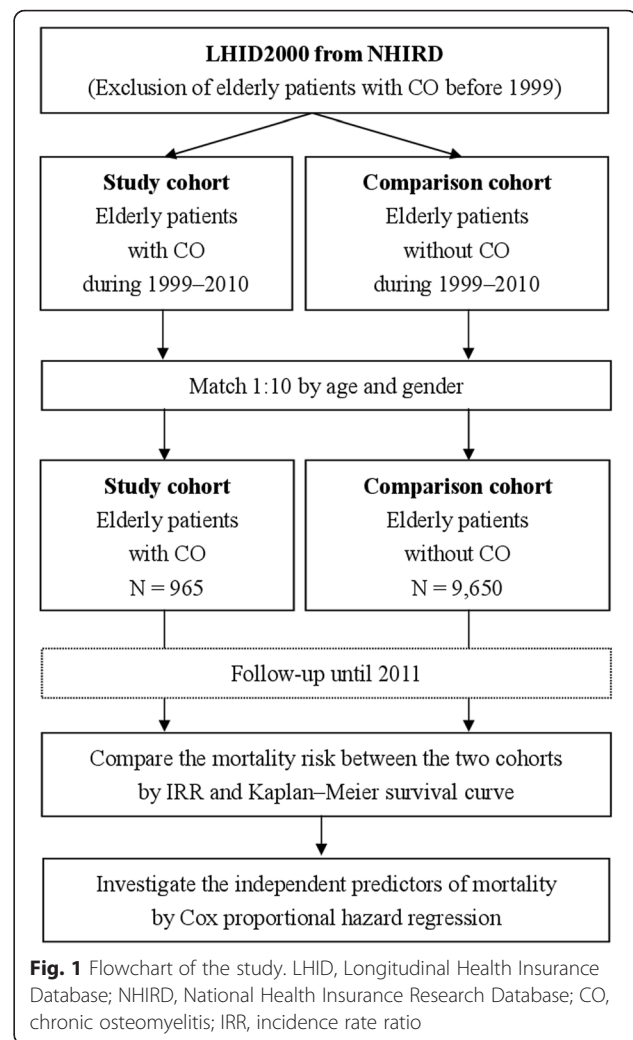 LHID2000 from NHIRD
(Exclusion of elderly patients with CO before 1999)
Study cohort
Elderly patients
with CO
during 1999–2010
Comparison cohort
Elderly patients
without CO
during 1999–2010
Match 1:10 by age and gender
Study cohort
Elderly patients
with CO
N = 965
Comparison cohort
Elderly patients
without CO
N = 9,650
Follow-up until 2011
Compare the mortality risk between the two cohorts
by IRR and Kaplan–Meier survival curve
Investigate the independent predictors of mortality
by Cox proportional hazard regression
Fig. 1 Flowchart of the study. LHID, Longitudinal Health Insurance
Database; NHIRD, National Health Insurance Research Database; CO,
chronic osteomyelitis; IRR, incidence rate ratio